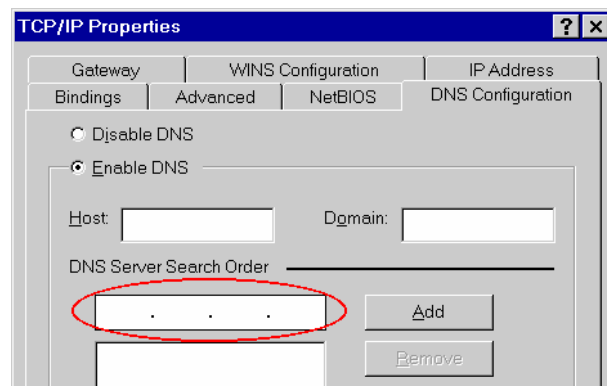 TCP/IP Properties ? ×
Gateway WINS Configuration IP Address
Bindings Advanced NetBIOS DNS Configuration
Disable DNS
Enable DNS
Host: Domain:
DNS Server Search Order
. . . Add
Remove